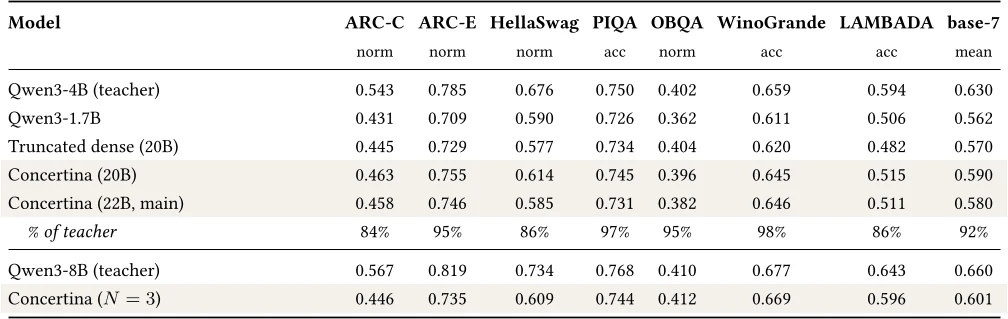 Model ARC-C ARC-E HellaSwag PIQA OBQA WinoGrande LAMBADA base-7
norm norm norm acc norm acc acc mean
Qwen3-4B (teacher) 0.543 0.785 0.676 0.750 0.402 0.659 0.594 0.630
Qwen3-1.7B 0.431 0.709 0.590 0.726 0.362 0.611 0.506 0.562
Truncated dense (20B) 0.445 0.729 0.577 0.734 0.404 0.620 0.482 0.570
Concertina (20B) 0.463 0.755 0.614 0.745 0.396 0.645 0.515 0.590
Concertina (22B, main) 0.458 0.746 0.585 0.731 0.382 0.646 0.511 0.580
% of teacher 84% 95% 86% 97% 95% 98% 86% 92%
Qwen3-8B (teacher) 0.567 0.819 0.734 0.768 0.410 0.677 0.643 0.660
Concertina (N = 3) 0.446 0.735 0.609 0.744 0.412 0.669 0.596 0.601